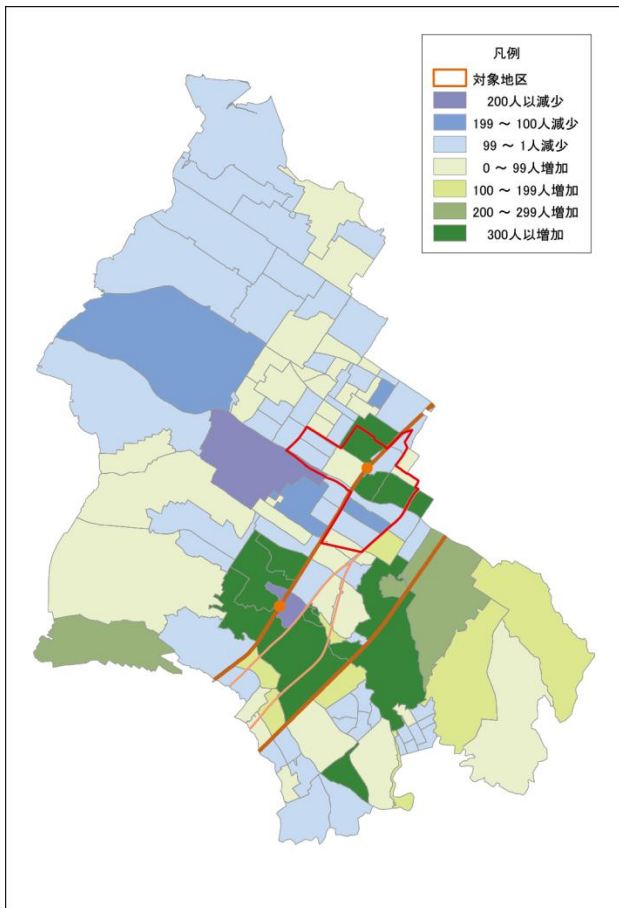 凡例
対象地区
200人以減少
199 ～ 100人減少
99 ～ 1人減少
0 ～ 99人増加
100 ～ 199人増加
200 ～ 299人増加
300人以増加